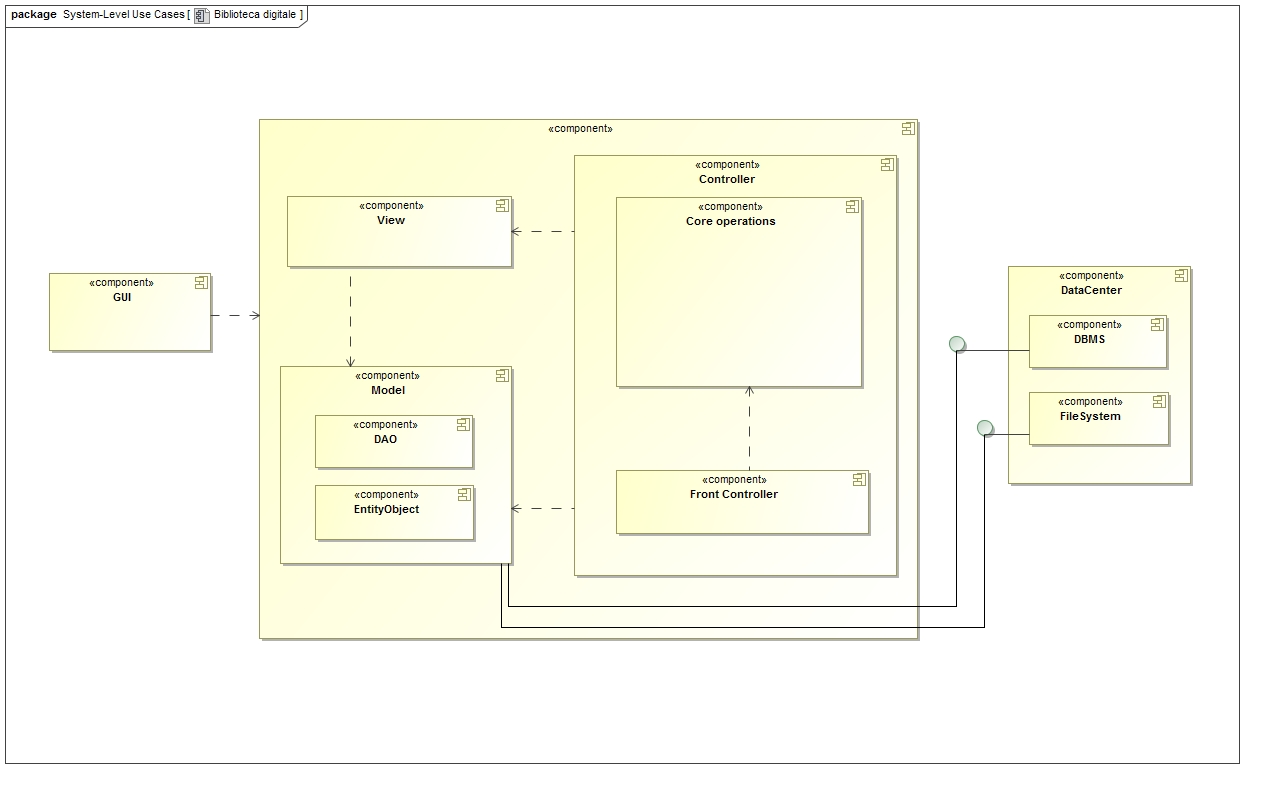 package System-Level Use Cases [ Biblioteca digitale ]
«component»
«component»
Controller
«component»
View
«component»
Core operations
«component»
GUI
«component»
DataCenter
«component»
DBMS
«component»
Model
«component»
DAO
«component»
FileSystem
«component»
EntityObject
«component»
Front Controller